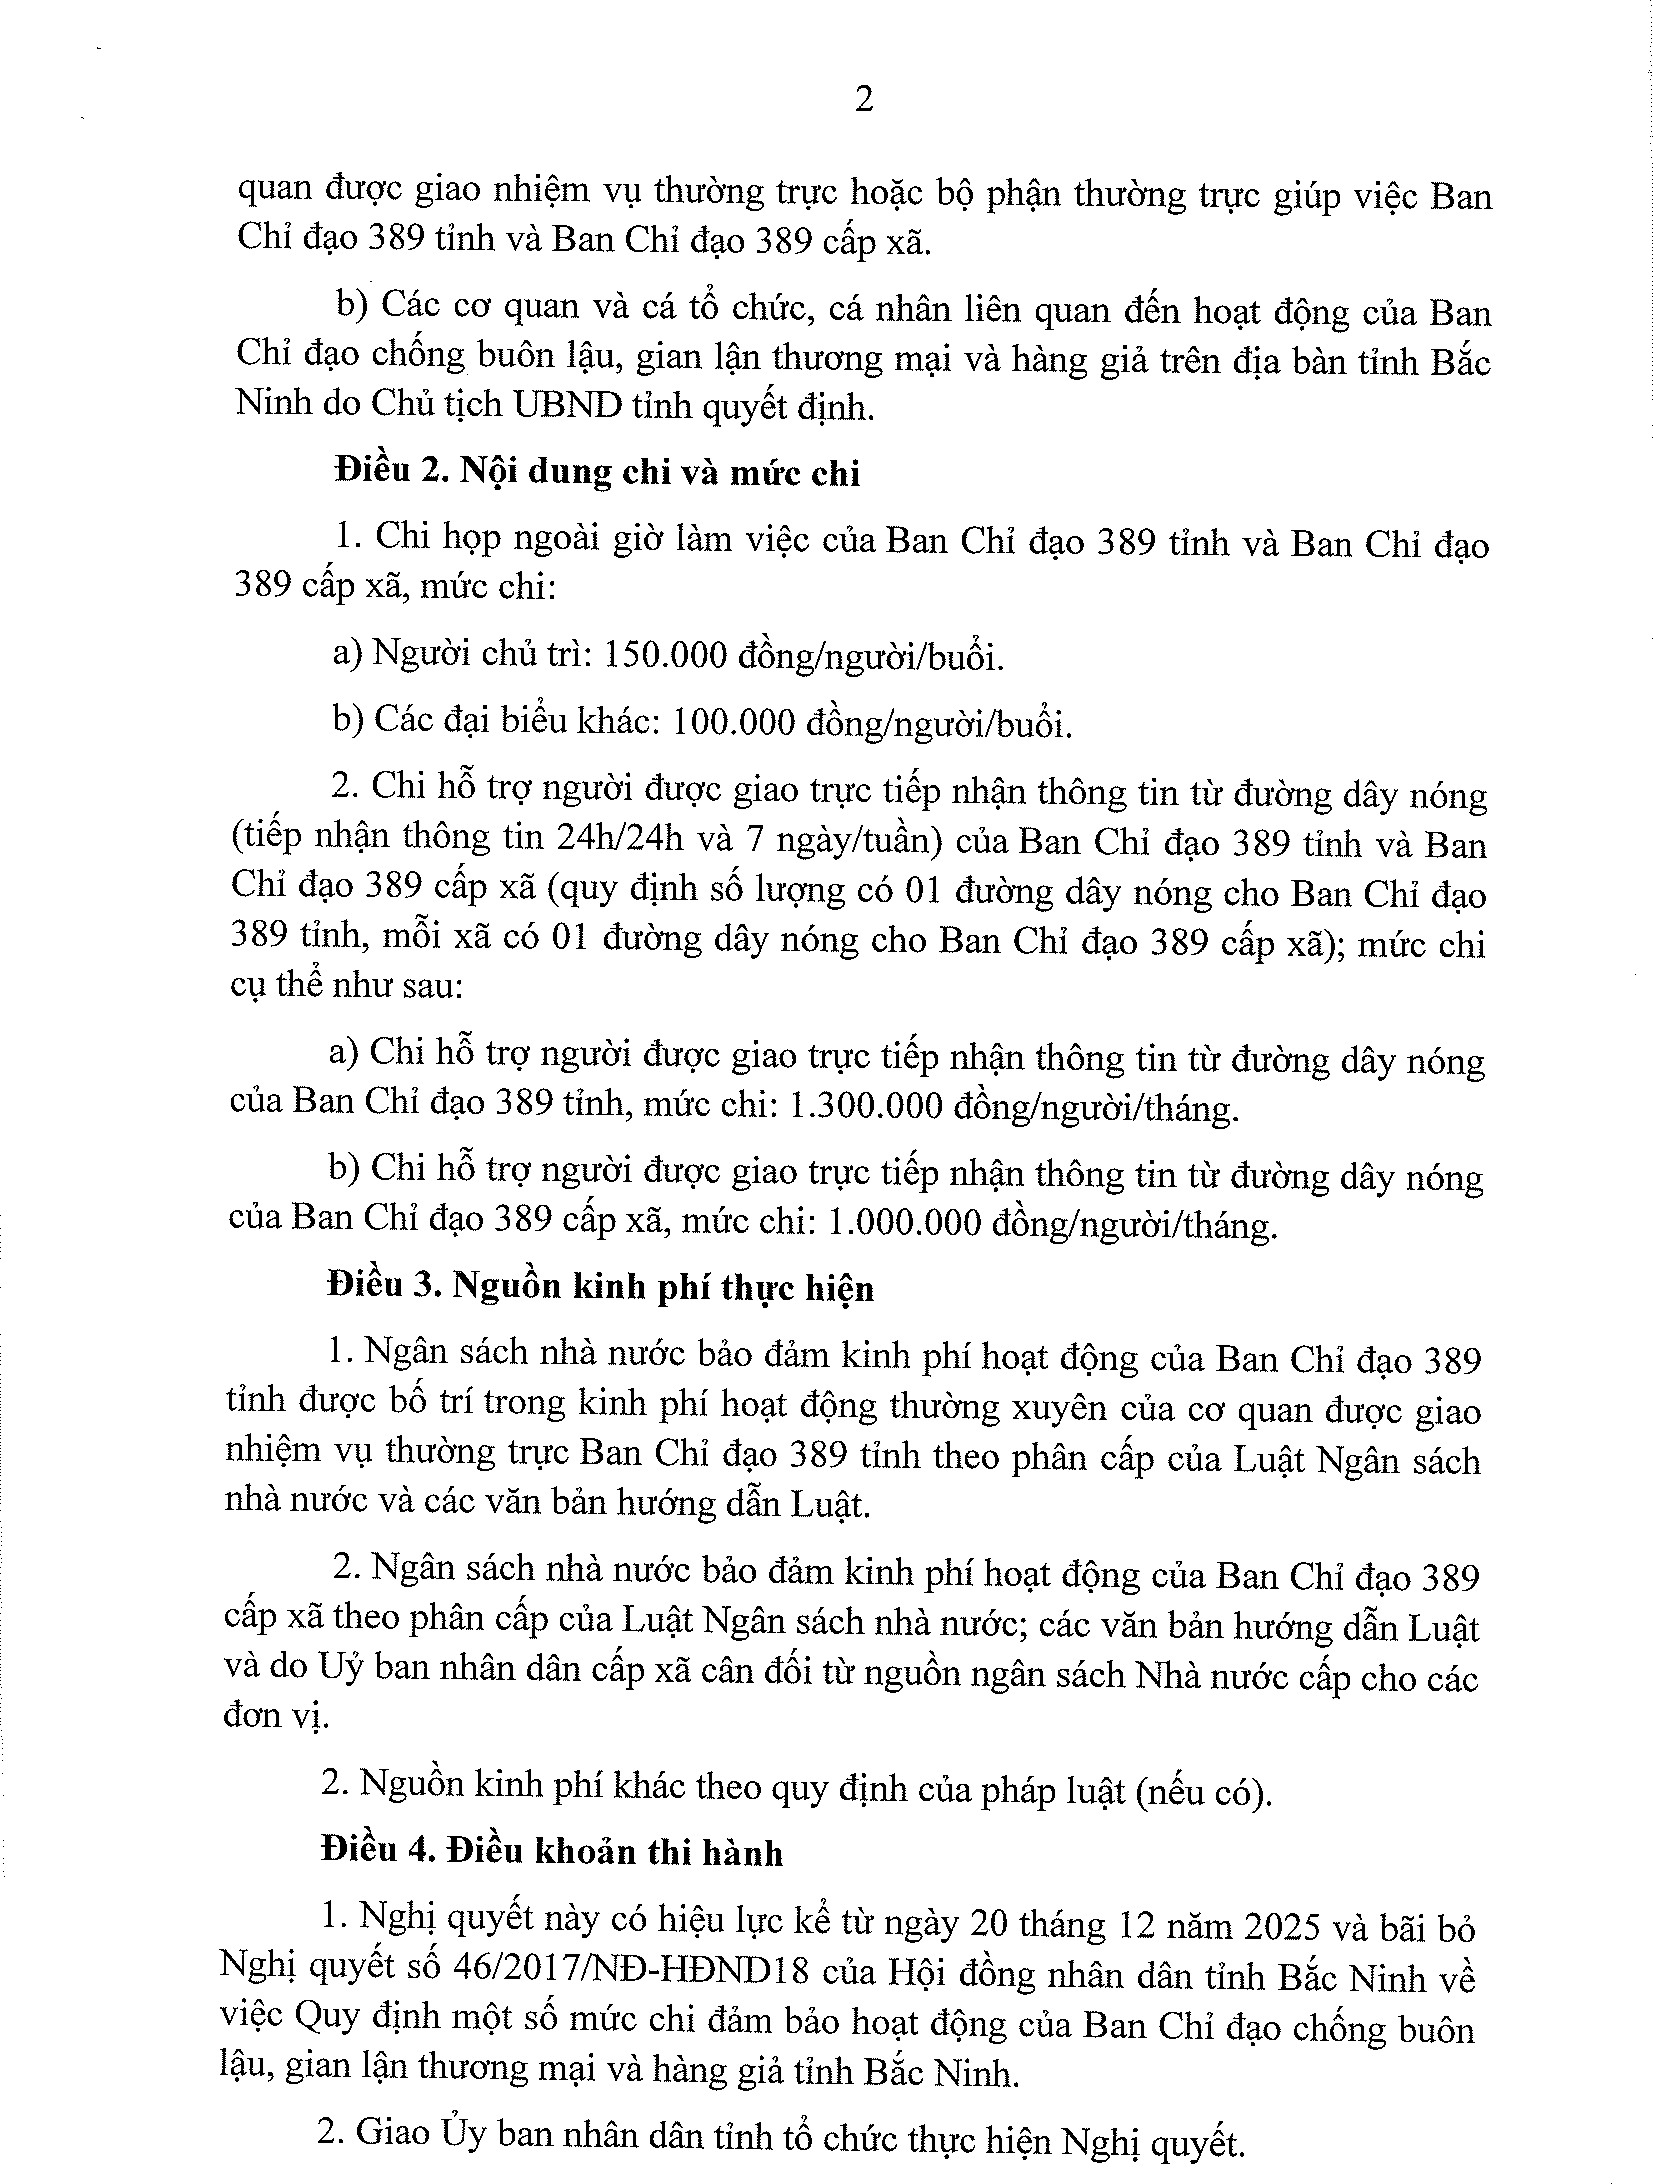 2
quan được giao nhiệm vụ thường trực hoặc bộ phận thường trực giúp việc Ban
Chỉ đạo 389 tỉnh và Ban Chỉ đạo 389 cấp xã.
b) Các cơ quan và cá tổ chức, cá nhân liên quan đến hoạt động của Ban
Chỉ đạo chống buôn lậu, gian lận thương mại và hàng giả trên địa bàn tỉnh Bắc
Ninh do Chủ tịch UBND tỉnh quyết định.
Điều 2. Nội dung chi và mức chi
1. Chi họp ngoài giờ làm việc của Ban Chỉ đạo 389 tỉnh và Ban Chỉ đạo
389 cấp xã, mức chi:
a) Người chủ trì: 150.000 đồng/người/buổi.
b) Các đại biểu khác: 100.000 đồng/người/buổi.
2. Chi hỗ trợ người được giao trực tiếp nhận thông tin từ đường dây nóng
(tiếp nhận thông tin 24h/24h và 7 ngày/tuần) của Ban Chỉ đạo 389 tỉnh và Ban
Chỉ đạo 389 cấp xã (quy định số lượng có 01 đường dây nóng cho Ban Chỉ đạo
389 tỉnh, mỗi xã có 01 đường dây nóng cho Ban Chỉ đạo 389 cấp xã); mức chi
cụ thể như sau:
a) Chi hỗ trợ người được giao trực tiếp nhận thông tin từ đường dây nóng
của Ban Chỉ đạo 389 tỉnh, mức chi: 1.300.000 đồng/người/tháng.
b) Chi hỗ trợ người được giao trực tiếp nhận thông tin từ đường dây nóng
của Ban Chỉ đạo 389 cấp xã, mức chi: 1.000.000 đồng/người/tháng.
Điều 3. Nguồn kinh phí thực hiện
1. Ngân sách nhà nước bảo đảm kinh phí hoạt động của Ban Chỉ đạo 389
tỉnh được bố trí trong kinh phí hoạt động thường xuyên của cơ quan được giao
nhiệm vụ thường trực Ban Chỉ đạo 389 tỉnh theo phân cấp của Luật Ngân sách
nhà nước và các văn bản hướng dẫn Luật.
2. Ngân sách nhà nước bảo đảm kinh phí hoạt động của Ban Chỉ đạo 389
cấp xã theo phân cấp của Luật Ngân sách nhà nước; các văn bản hướng dẫn Luật
và do Uỷ ban nhân dân cấp xã cân đối từ nguồn ngân sách Nhà nước cấp cho các
đơn vị.
2. Nguồn kinh phí khác theo quy định của pháp luật (nếu có).
Điều 4. Điều khoản thi hành
1. Nghị quyết này có hiệu lực kể từ ngày 20 tháng 12 năm 2025 và bãi bỏ
Nghị quyết số 46/2017/NĐ-HĐND18 của Hội đồng nhân dân tỉnh Bắc Ninh về
việc Quy định một số mức chi đảm bảo hoạt động của Ban Chỉ đạo chống buôn
lậu, gian lận thương mại và hàng giả tỉnh Bắc Ninh.
2. Giao Ủy ban nhân dân tỉnh tổ chức thực hiện Nghị quyết.